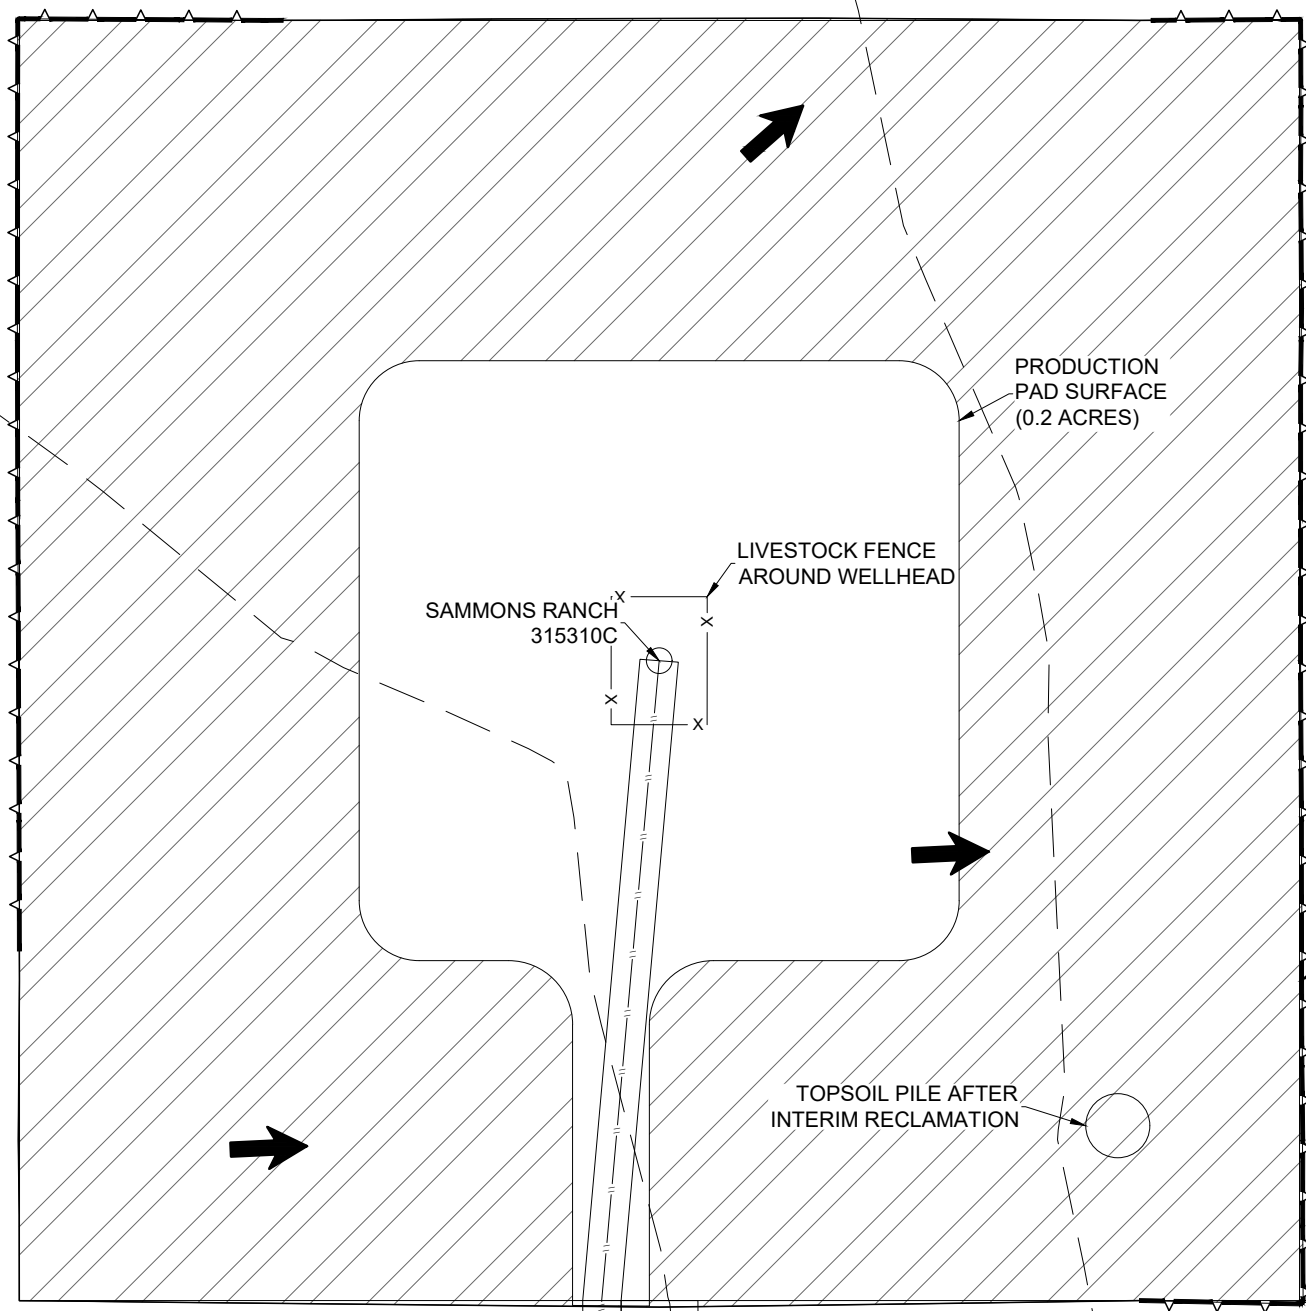 PRODUCTION
PAD SURFACE
(0.2 ACRES)
LIVESTOCK FENCE
AROUND WELLHEAD
SAMMONS RANCH
315310C
X
X
X
X
TOPSOIL PILE AFTER
INTERIM RECLAMATION